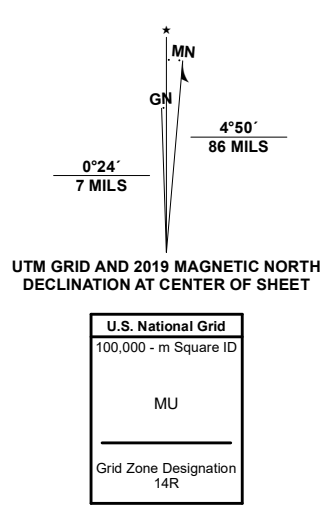 ★
MN
GN
4°50´
86 MILS
0°24´
7 MILS
UTM GRID AND 2019 MAGNETIC NORTH
DECLINATION AT CENTER OF SHEET
U.S. National Grid
100,000 - m Square ID
MU
Grid Zone Designation
14R